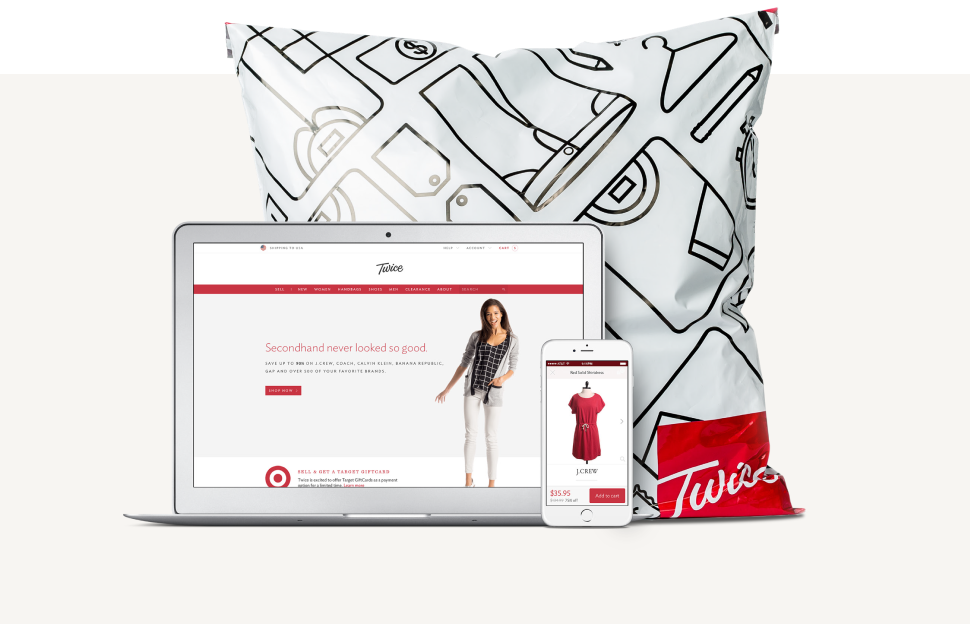 $
SHIPPING TO USA
HELP
ACCOUNT
CART
Twice
SELL | NEW WOMEN HANDBAGS SHOES MEN CLEARANCE ABOUT SEARCH
Secondhand never looked so good.
SAVE UP TO 90% ON J.CREW, COACH, CALVIN KLEIN, BANANA REPUBLIC,
GAP AND OVER 300 OF YOUR FAVORITE BRANDS.
SHOP NOW
SELL & GET A TARGET GIFTCARD
Twice is excited to offer Target GiftCards as a payment
option for a limited time. Learn more
Red Solid Shirtdress
J.CREW
$35.95
Add to cart
Twice